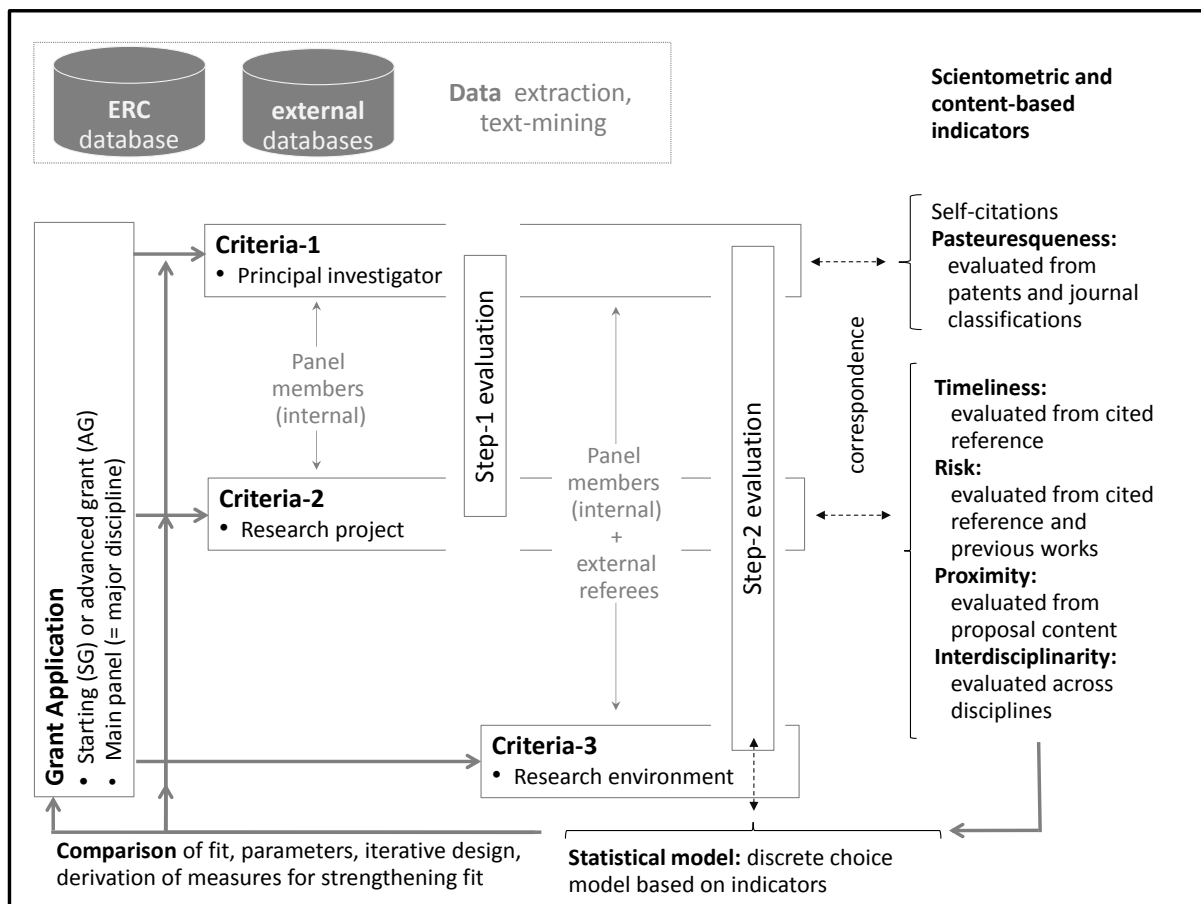 ERC
database
external
databases
Data extraction,
text-mining
Scientometric and
content-based
indicators
Grant Application
• Starting (SG) or advanced grant (AG)
• Main panel (= major discipline)
Criteria-1
• Principal investigator
Panel
members
(internal)
Criteria-2
• Research project
Step-1 evaluation
Panel
members
(internal)
+
external
referees
Criteria-3
• Research environment
Step-2 evaluation
correspondence
Self-citations
Pasteuresqueness:
evaluated from
patents and journal
classifications
Timeliness:
evaluated from cited
reference
Risk:
evaluated from cited
reference and
previous works
Proximity:
evaluated from
proposal content
Interdisciplinarity:
evaluated across
disciplines
Comparison of fit, parameters, iterative design,
derivation of measures for strengthening fit
Statistical model: discrete choice
model based on indicators